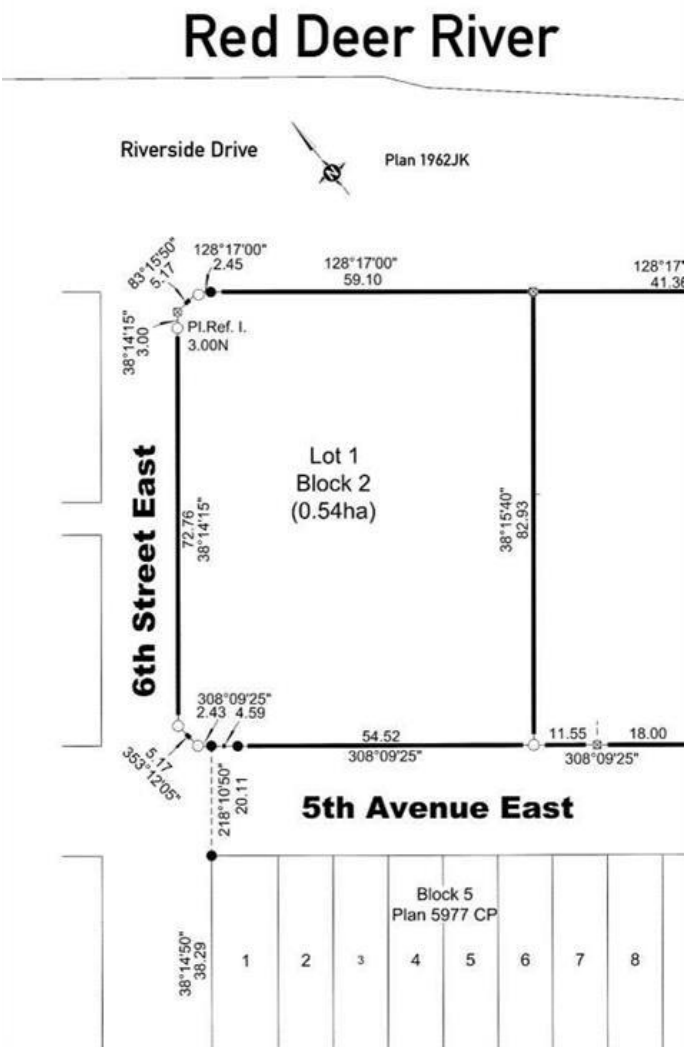 Red Deer River
Riverside Drive
N
Plan 1962JK
83°15'50"
5.17
128°17'00"
2.45
128°17'00"
59.10
128°17'
41.36
38°14'15"
3.00
Pl.Ref. I.
3.00N
Lot 1
Block 2
(0.54ha)
6th Street East
72.76
38°14'15"
38°15'40"
82.93
308°09'25"
2.43
4.59
54.52
308°09'25"
11.55
18.00
308°09'25"
5.17
353°12'05"
218°10'50"
20.11
5th Avenue East
Block 5
Plan 5977 CP
38°14'50"
38.29
1
2
3
4
5
6
7
8